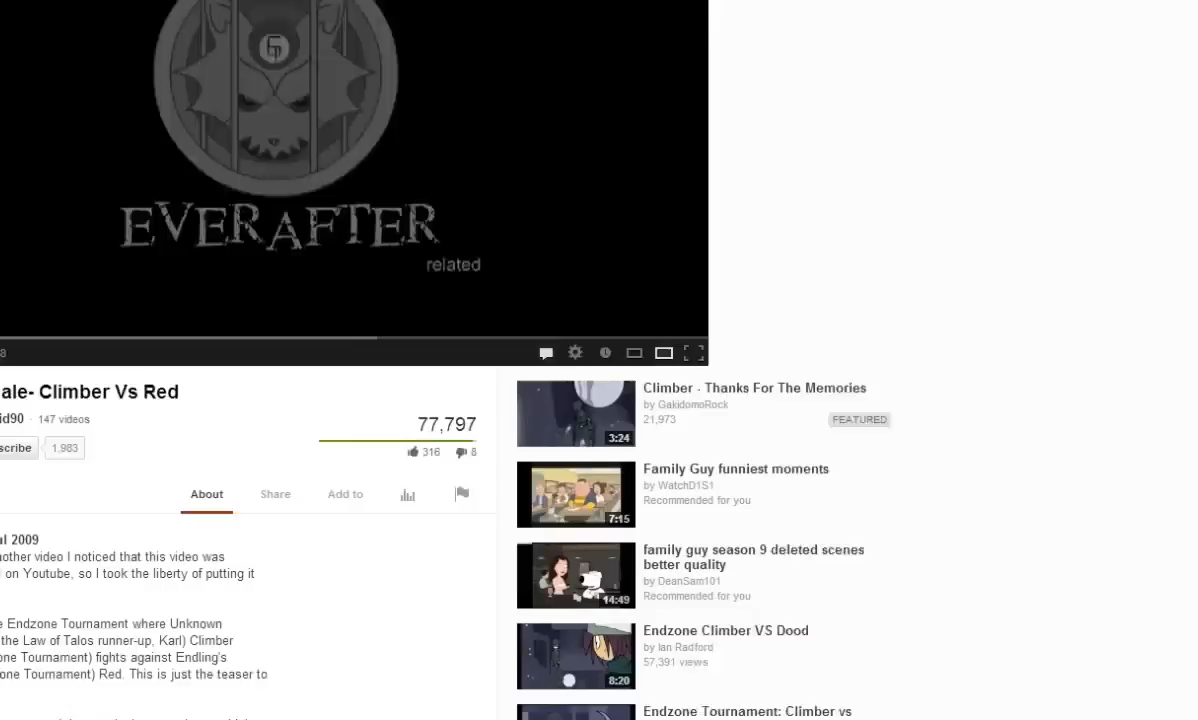 EVERAFTER
related
8
ale- Climber Vs Red
id90 · 147 videos
scribe 1,983
77,797
316 8
About Share Add to
ul 2009
nother video I noticed that this video was
on Youtube, so I took the liberty of putting it
e Endzone Tournament where Unknown
the Law of Talos runner-up, Karl) Climber
one Tournament) fights against Endling's
one Tournament) Red. This is just the teaser to
3:24
Climber - Thanks For The Memories
by GakidomoRock
21,973 FEATURED
7:15
Family Guy funniest moments
by WatchD1S1
Recommended for you
14:49
family guy season 9 deleted scenes
better quality
by DeanSam101
Recommended for you
8:20
Endzone Climber VS Dood
by Ian Radford
57,391 views
Endzone Tournament: Climber vs